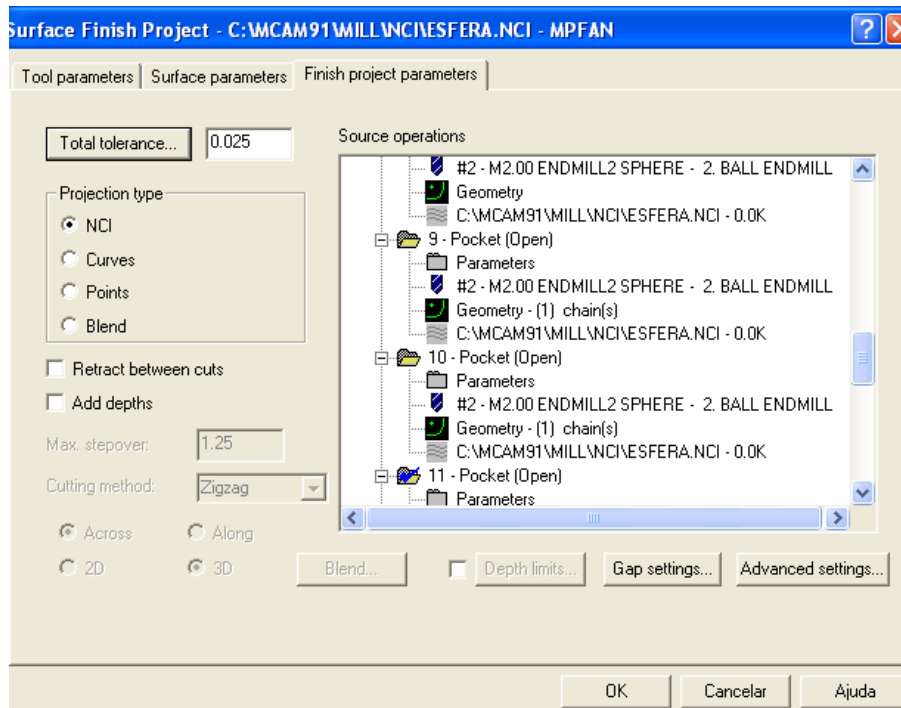 Surface Finish Project - C:\MCAM91\MILL\NCI\ESFERA.NCI - MPFAN
Tool parameters Surface parameters Finish project parameters
Total tolerance... 0.025
Source operations
Projection type
NCI
Curves
Points
Blend
Retract between cuts
Add depths
Max. stepover: 1.25
Cutting method: Zigzag
Across Along
2D 3D
#2 - M2.00 ENDMILL2 SPHERE - 2. BALL ENDMILL
Geometry
C:\MCAM91\MILL\NCI\ESFERA.NCI - 0.0K
9 - Pocket (Open)
Parameters
#2 - M2.00 ENDMILL2 SPHERE - 2. BALL ENDMILL
Geometry - (1) chain(s)
C:\MCAM91\MILL\NCI\ESFERA.NCI - 0.0K
10 - Pocket (Open)
Parameters
#2 - M2.00 ENDMILL2 SPHERE - 2. BALL ENDMILL
Geometry - (1) chain(s)
C:\MCAM91\MILL\NCI\ESFERA.NCI - 0.0K
11 - Pocket (Open)
Parameters
Blend... Depth limits... Gap settings... Advanced settings...
OK Cancelar Ajuda